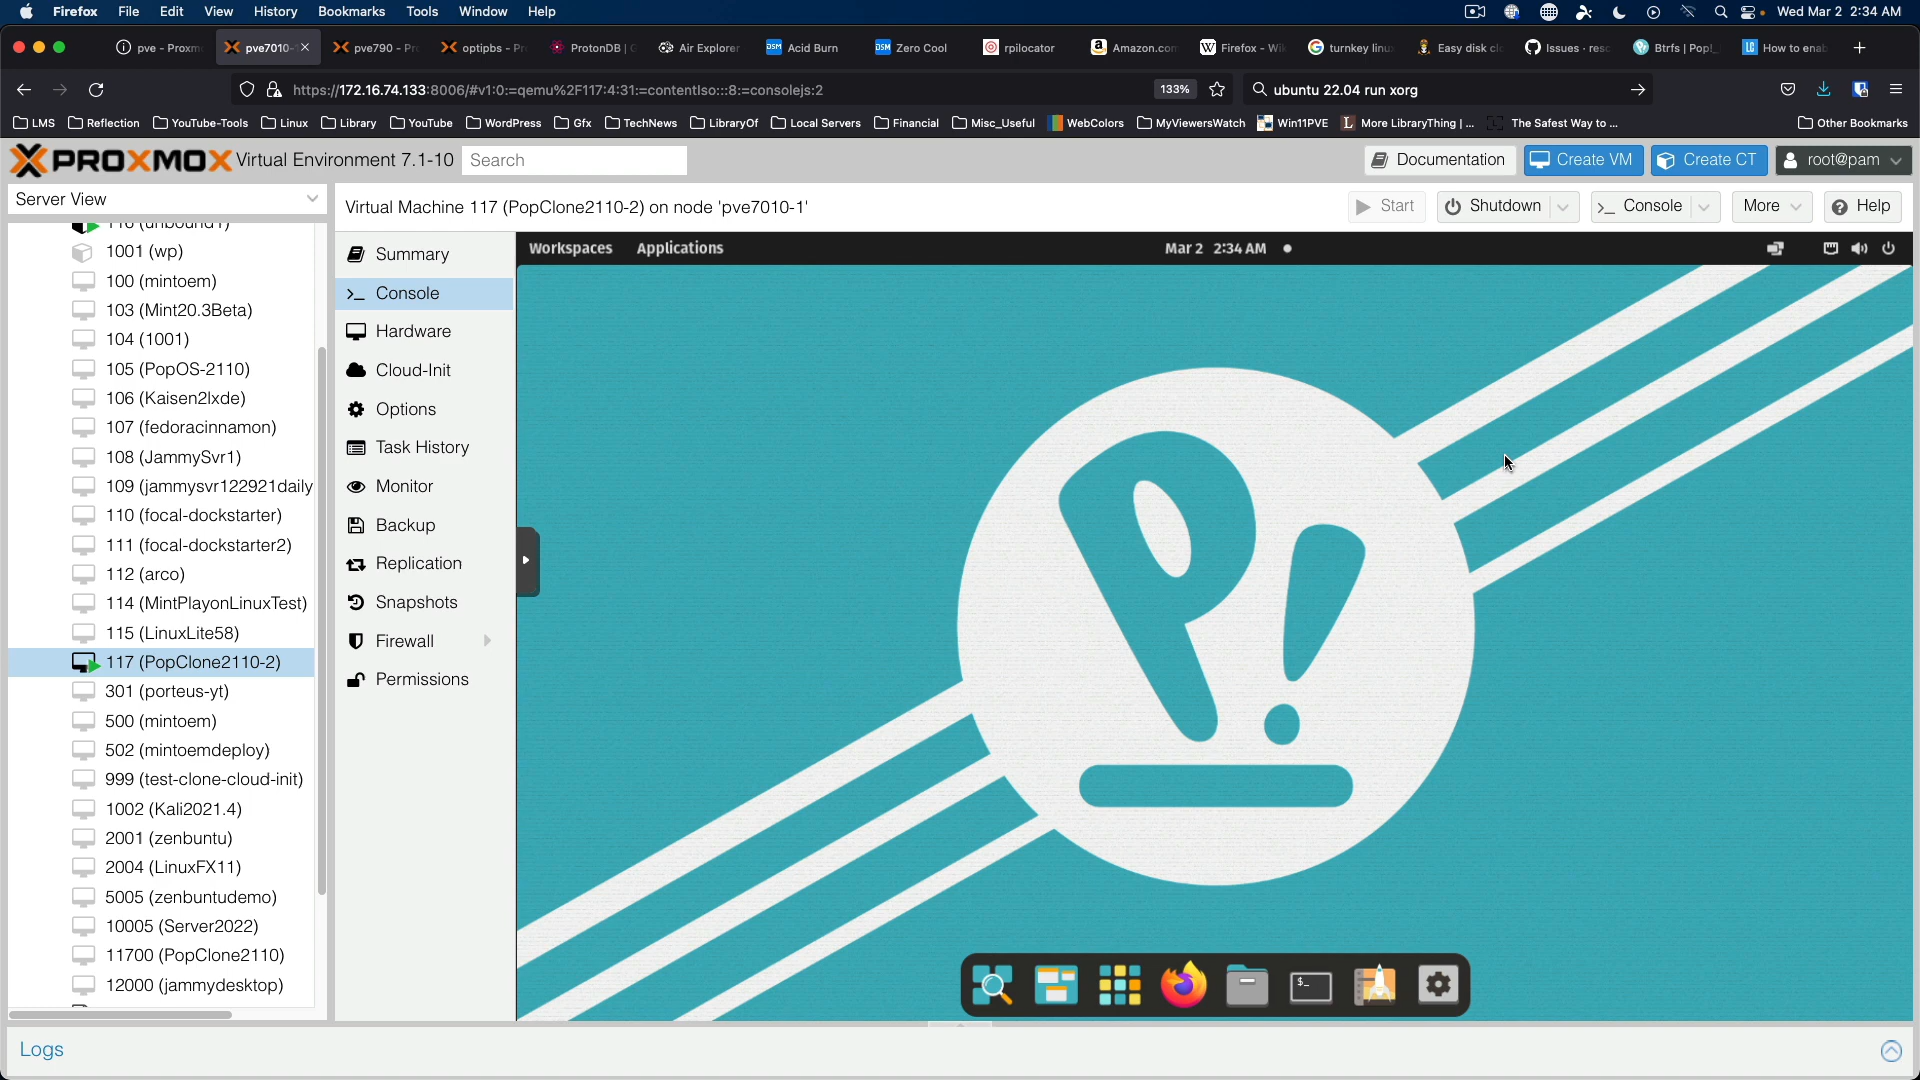 Firefox File Edit View History Bookmarks Tools Window Help Wed Mar 2 2:34 AM
pve - Proxm pve7010- pve790 - Pr optipbs - Pr ProtonDB | G Air Explorer DSM Acid Burn DSM Zero Cool rpilocator Amazon.com Firefox - Wi turnkey linu Easy disk cl Issues · resc Btrfs | Pop!_ LC How to enab
https://172.16.74.133:8006/#v1:0:=qemu%2F117:4:31:=contentIso:::8:=consolejs:2 133% ubuntu 22.04 run xorg
LMS Reflection YouTube-Tools Linux Library YouTube WordPress Gfx TechNews LibraryOf Local Servers Financial Misc_Useful WebColors MyViewersWatch Win11PVE More LibraryThing | ... The Safest Way to ... Other Bookmarks
PROXMOX Virtual Environment 7.1-10 Search Documentation Create VM Create CT root@pam
Server View
Virtual Machine 117 (PopClone2110-2) on node 'pve7010-1' Start Shutdown Console More Help
1001 (wp)
100 (mintoem)
103 (Mint20.3Beta)
104 (1001)
105 (PopOS-2110)
106 (Kaisen2lxde)
107 (fedoracinnamon)
108 (JammySvr1)
109 (jammysvr122921daily
110 (focal-dockstarter)
111 (focal-dockstarter2)
112 (arco)
114 (MintPlayonLinuxTest)
115 (LinuxLite58)
117 (PopClone2110-2)
301 (porteus-yt)
500 (mintoem)
502 (mintoemdeploy)
999 (test-clone-cloud-init)
1002 (Kali2021.4)
2001 (zenbuntu)
2004 (LinuxFX11)
5005 (zenbuntudemo)
10005 (Server2022)
11700 (PopClone2110)
12000 (jammydesktop)
Summary
Console
Hardware
Cloud-Init
Options
Task History
Monitor
Backup
Replication
Snapshots
Firewall
Permissions
Workspaces Applications Mar 2 2:34 AM
P!
Logs